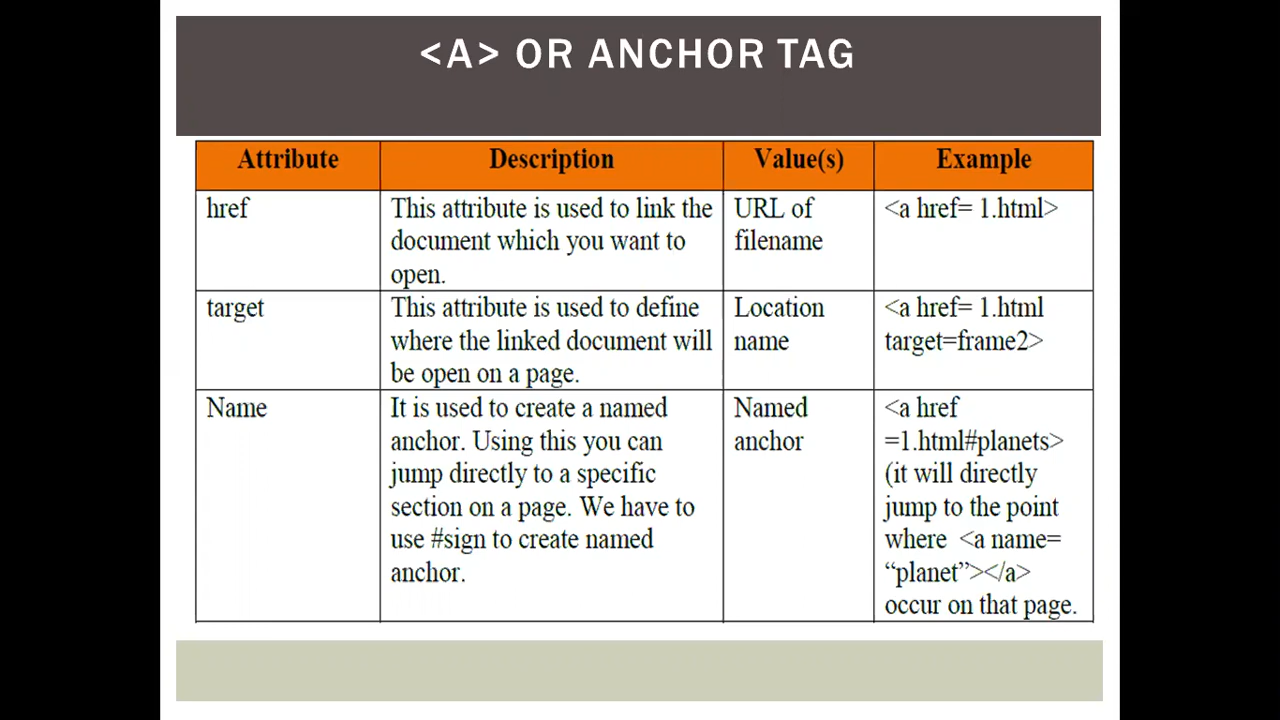 <A> OR ANCHOR TAG
Attribute Description Value(s) Example
href
This attribute is used to link the
document which you want to
open.
URL of
filename
<a href= 1.html>
target
This attribute is used to define
where the linked document will
be open on a page.
Location
name
<a href= 1.html
target=frame2>
Name
It is used to create a named
anchor. Using this you can
jump directly to a specific
section on a page. We have to
use #sign to create named
anchor.
Named
anchor
<a href
=1.html#planets>
(it will directly
jump to the point
where <a name=
“planet”></a>
occur on that page.